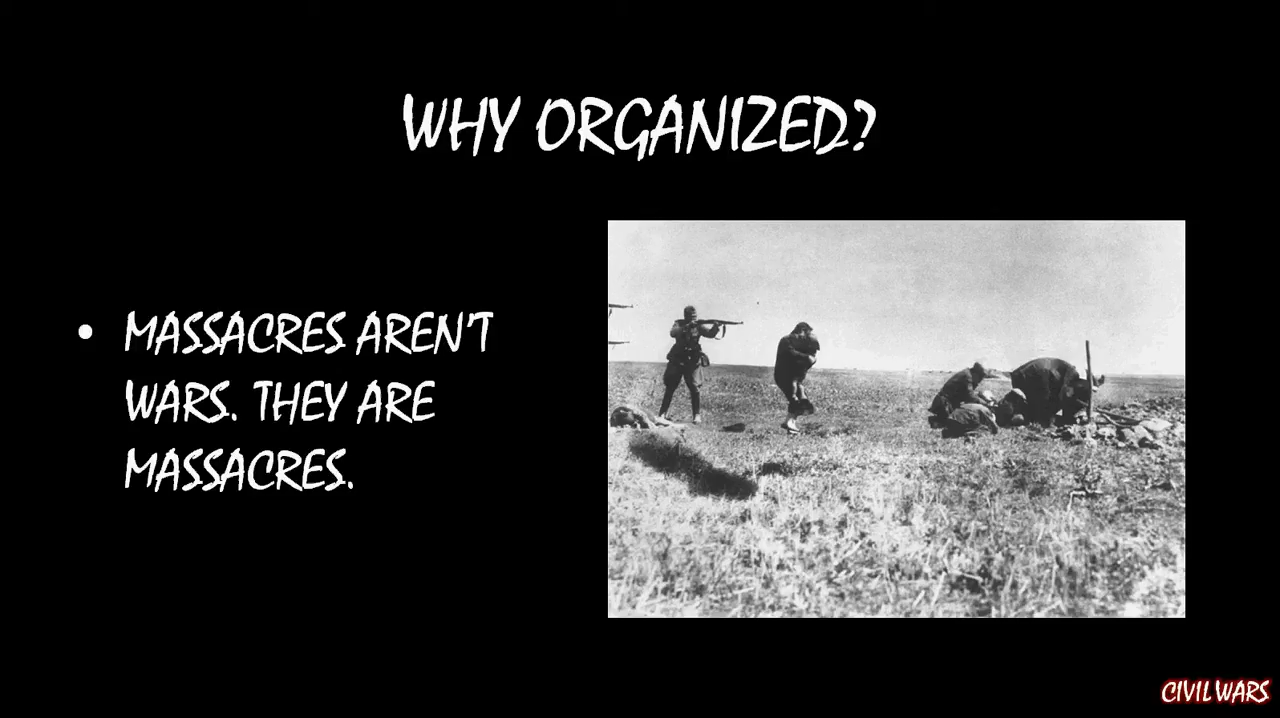 WHY ORGANIZED?
• MASSACRES AREN'T
WARS. THEY ARE
MASSACRES.
CIVIL WARS